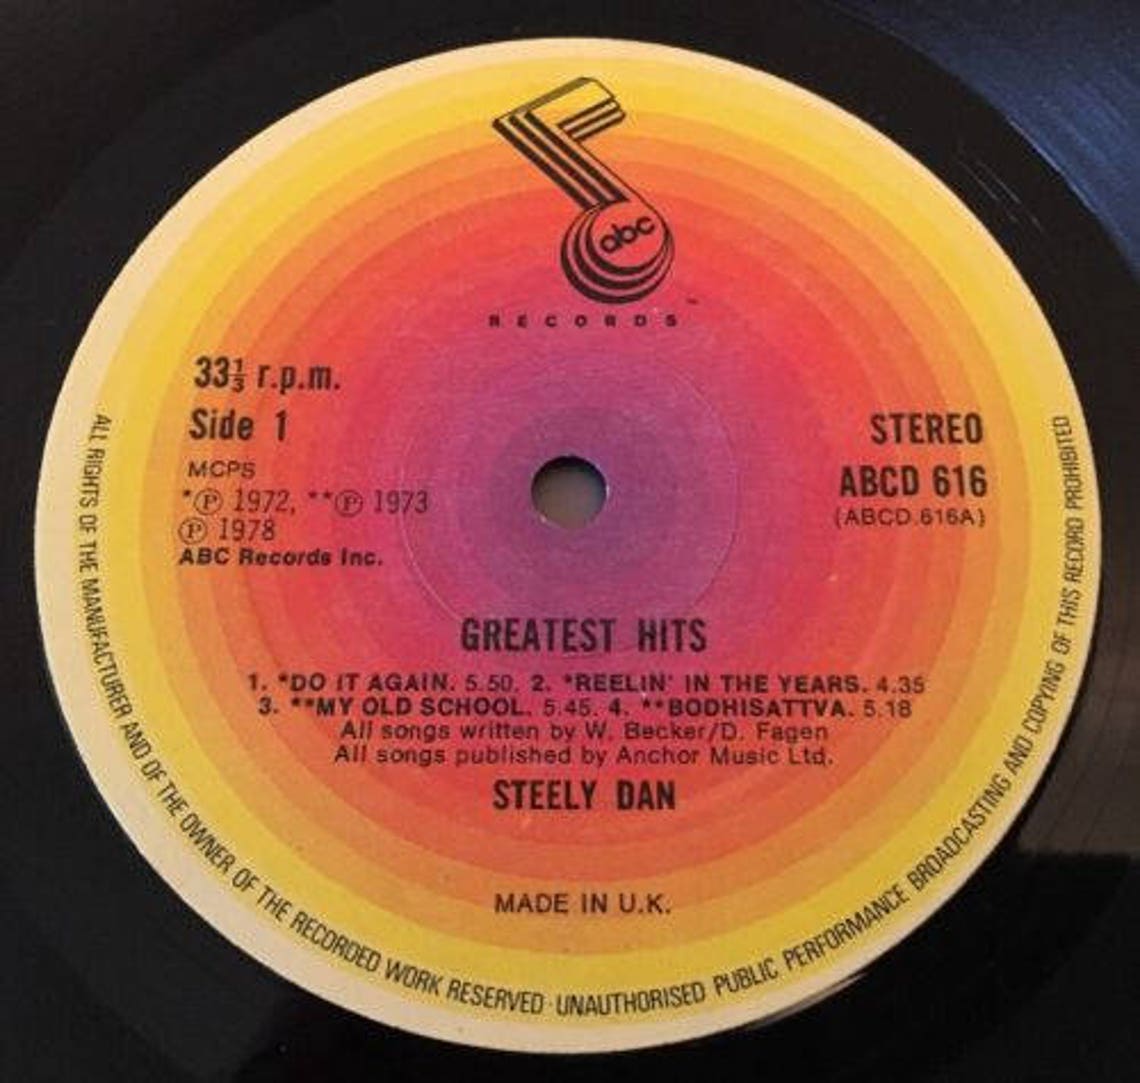 abc
RECORDS™
33⅓ r.p.m.
Side 1
MCPS
*Ⓟ 1972, **Ⓟ 1973
Ⓟ 1978
ABC Records Inc.
STEREO
ABCD 616
(ABCD.616A)
GREATEST HITS
1. *DO IT AGAIN. 5.50. 2. *REELIN' IN THE YEARS. 4.35
3. **MY OLD SCHOOL. 5.45. 4. **BODHISATTVA. 5.18
All songs written by W. Becker/D. Fagen
All songs published by Anchor Music Ltd.
STEELY DAN
MADE IN U.K.
ALL RIGHTS OF THE MANUFACTURER AND OF THE OWNER OF THE RECORDED WORK RESERVED · UNAUTHORISED PUBLIC PERFORMANCE BROADCASTING AND COPYING OF THIS RECORD PROHIBITED